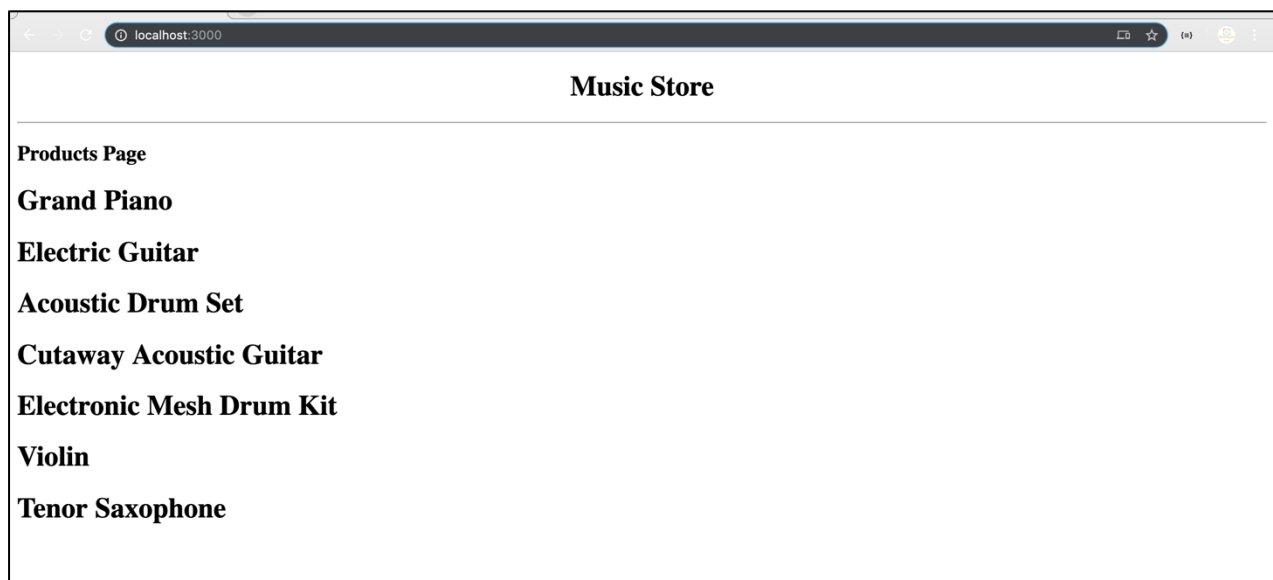 localhost:3000
Music Store
Products Page
Grand Piano
Electric Guitar
Acoustic Drum Set
Cutaway Acoustic Guitar
Electronic Mesh Drum Kit
Violin
Tenor Saxophone